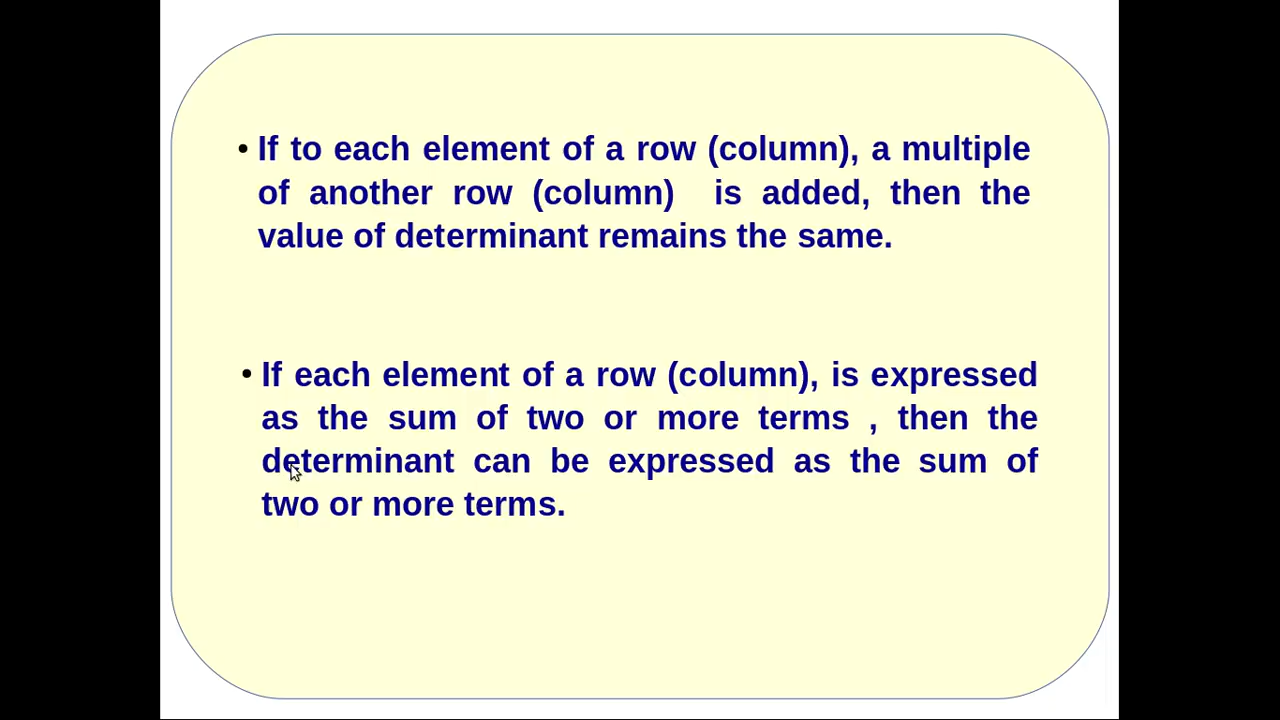 • If to each element of a row (column), a multiple
of another row (column) is added, then the
value of determinant remains the same.
• If each element of a row (column), is expressed
as the sum of two or more terms , then the
determinant can be expressed as the sum of
two or more terms.